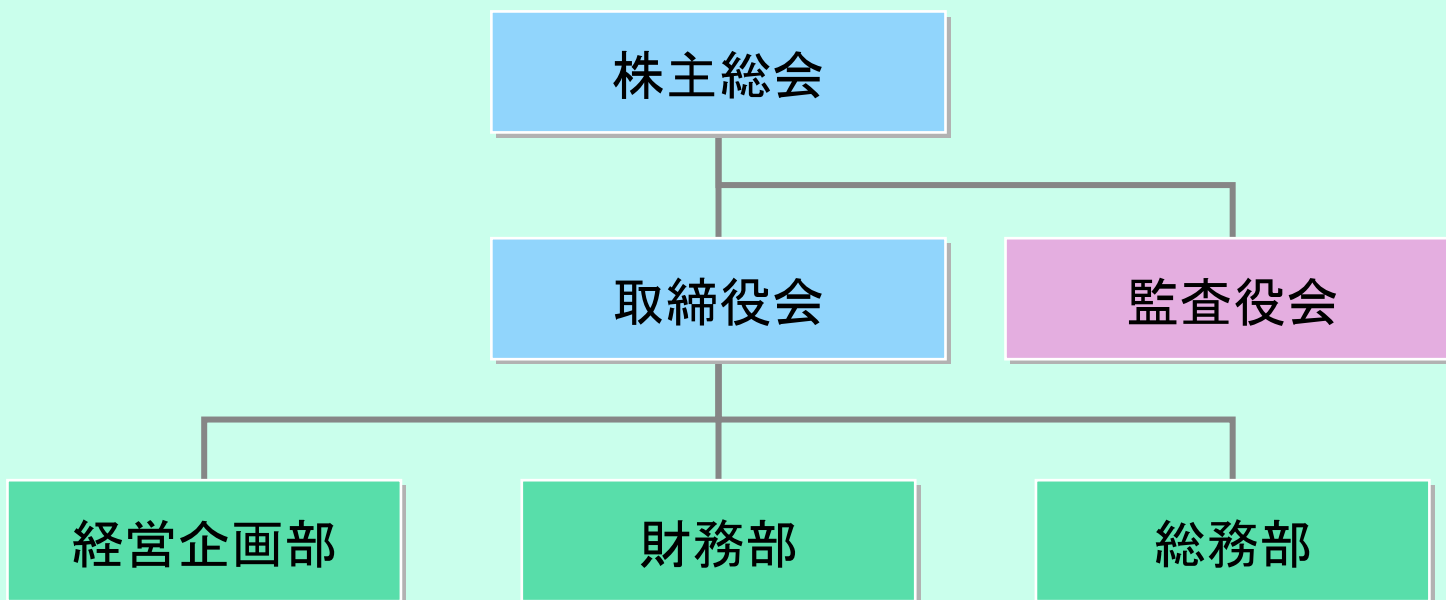 株主総会
取締役会
監査役会
経営企画部
財務部
総務部